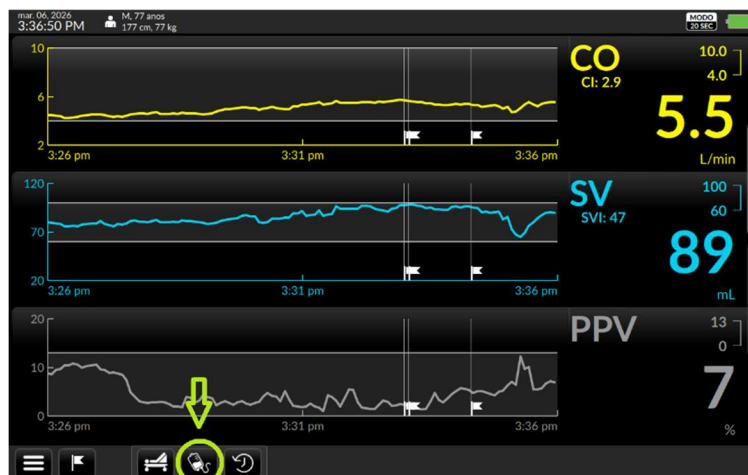 mar. 06, 2026
3:36:50 PM
M, 77 anos
177 cm, 77 kg
MODO
20 SEC
10
6
2
3:26 pm 3:31 pm 3:36 pm
CO
CI: 2.9
10.0
4.0
5.5
L/min
120
70
20
3:26 pm 3:31 pm 3:36 pm
SV
SVI: 47
100
60
89
mL
20
10
0
3:26 pm 3:31 pm 3:36 pm
PPV
13
0
7
%